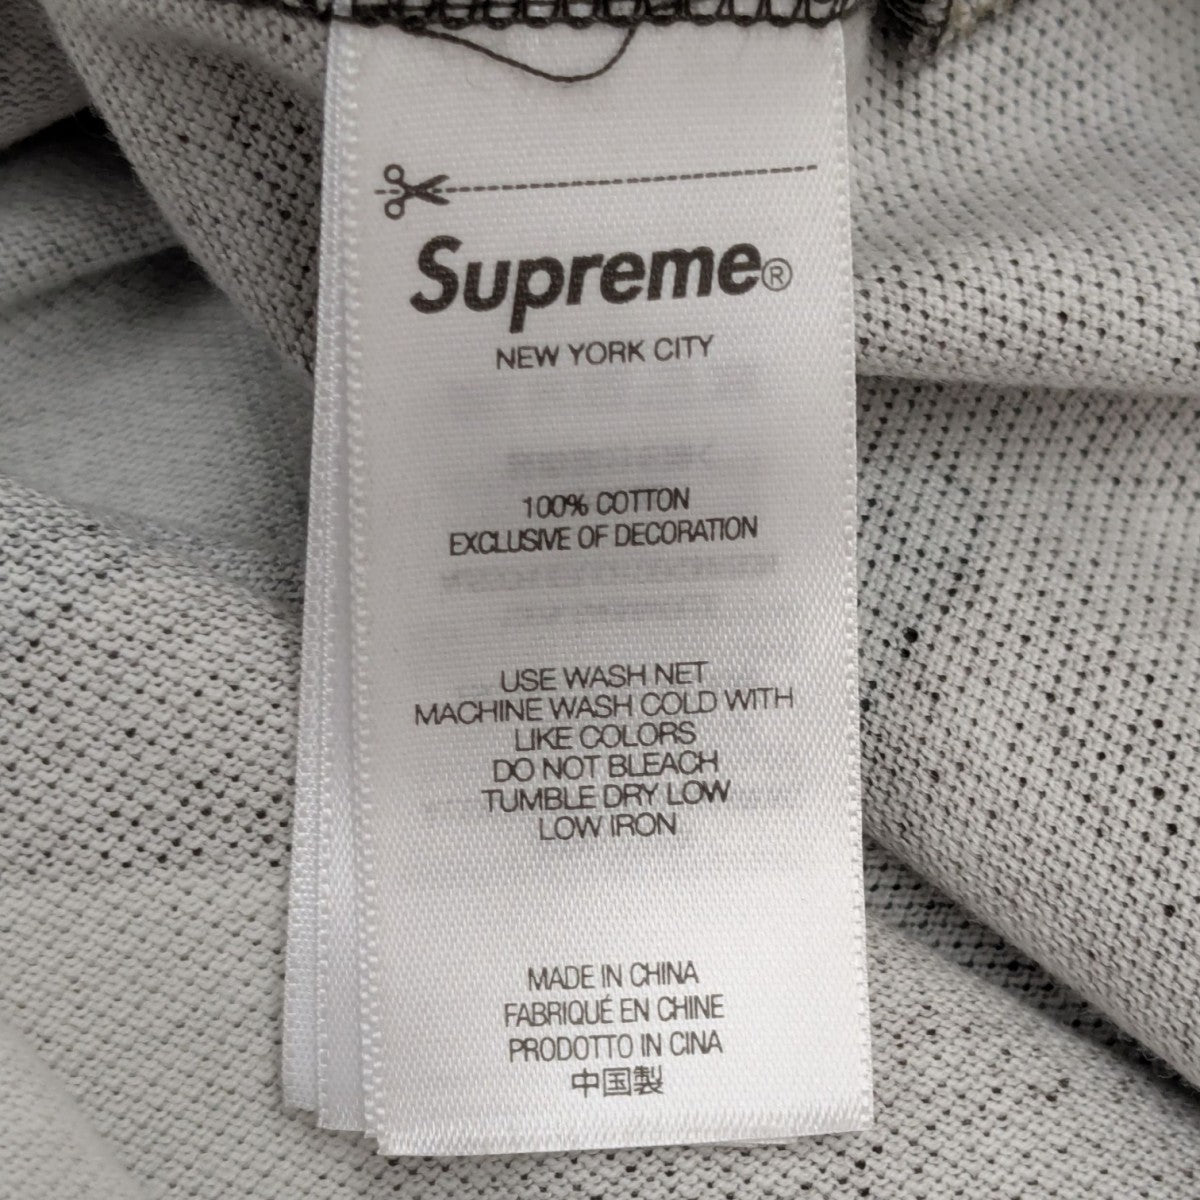 Supreme®
NEW YORK CITY
100% COTTON
EXCLUSIVE OF DECORATION
USE WASH NET
MACHINE WASH COLD WITH
LIKE COLORS
DO NOT BLEACH
TUMBLE DRY LOW
LOW IRON
MADE IN CHINA
FABRIQUÉ EN CHINE
PRODOTTO IN CINA
中国製